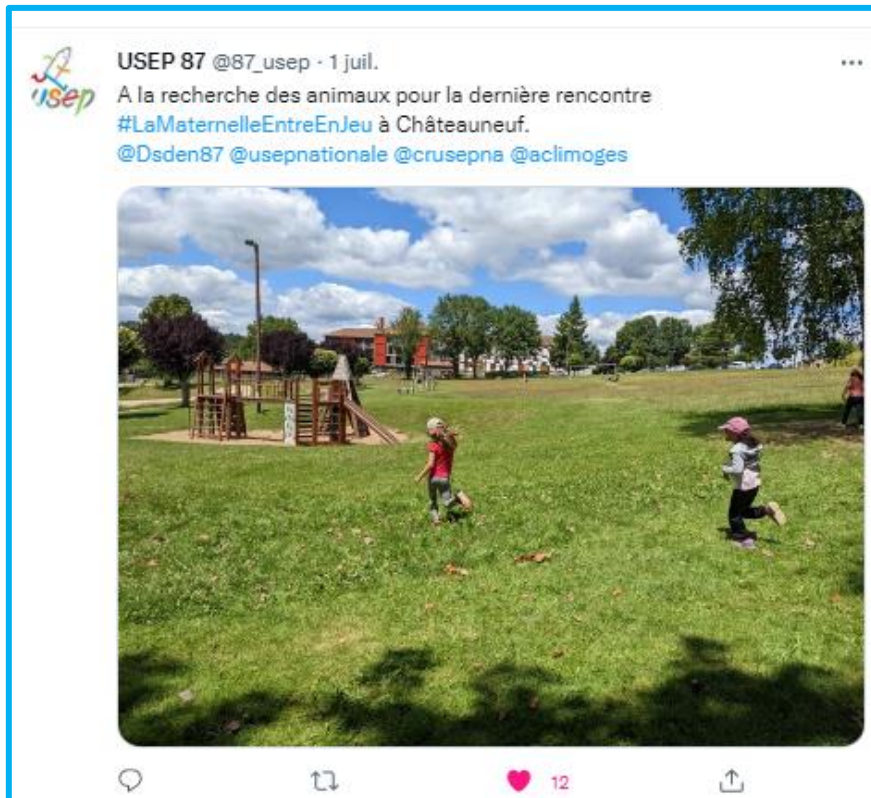 USEP 87 @87_usep · 1 juil.
usep
A la recherche des animaux pour la dernière rencontre
#LaMaternelleEntreEnJeu à Châteauneuf.
@Dsden87 @usepnationale @crusepna @aclimoges
12